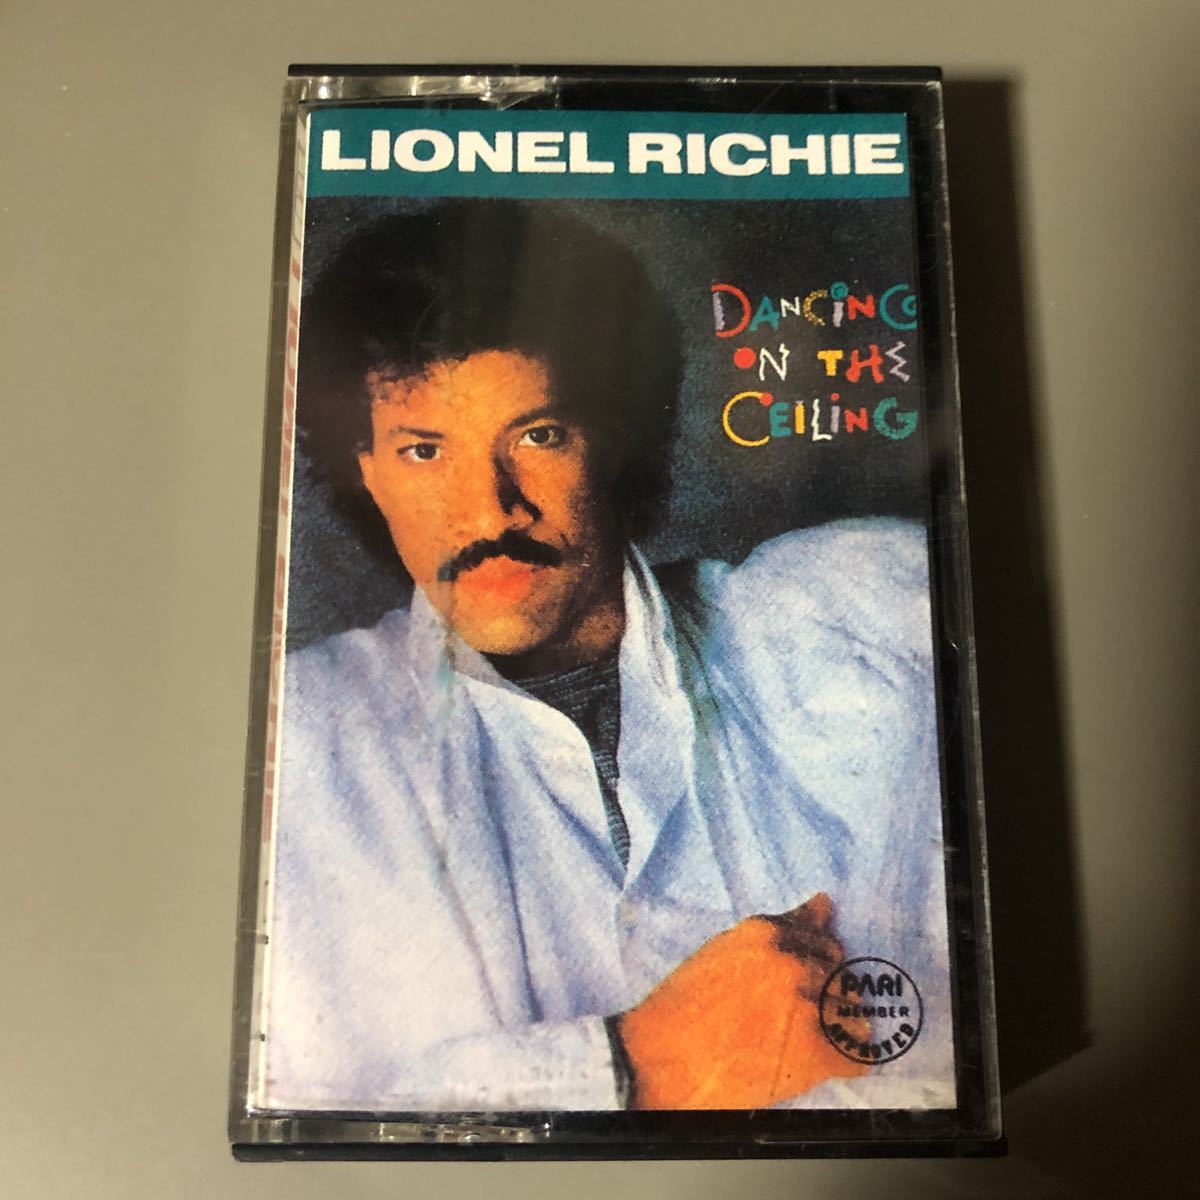 LIONEL RICHIE
DANCING
ON THE
CEILING
PARI
MEMBER
APPROVED